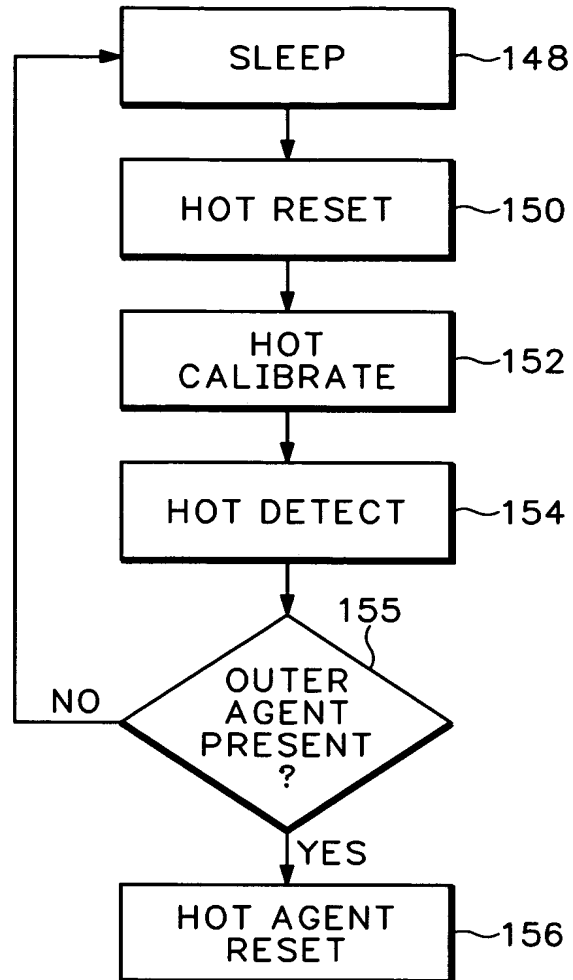 SLEEP
148
HOT RESET
150
HOT
CALIBRATE
152
HOT DETECT
154
155
OUTER
AGENT
PRESENT
?
NO
YES
HOT AGENT
RESET
156